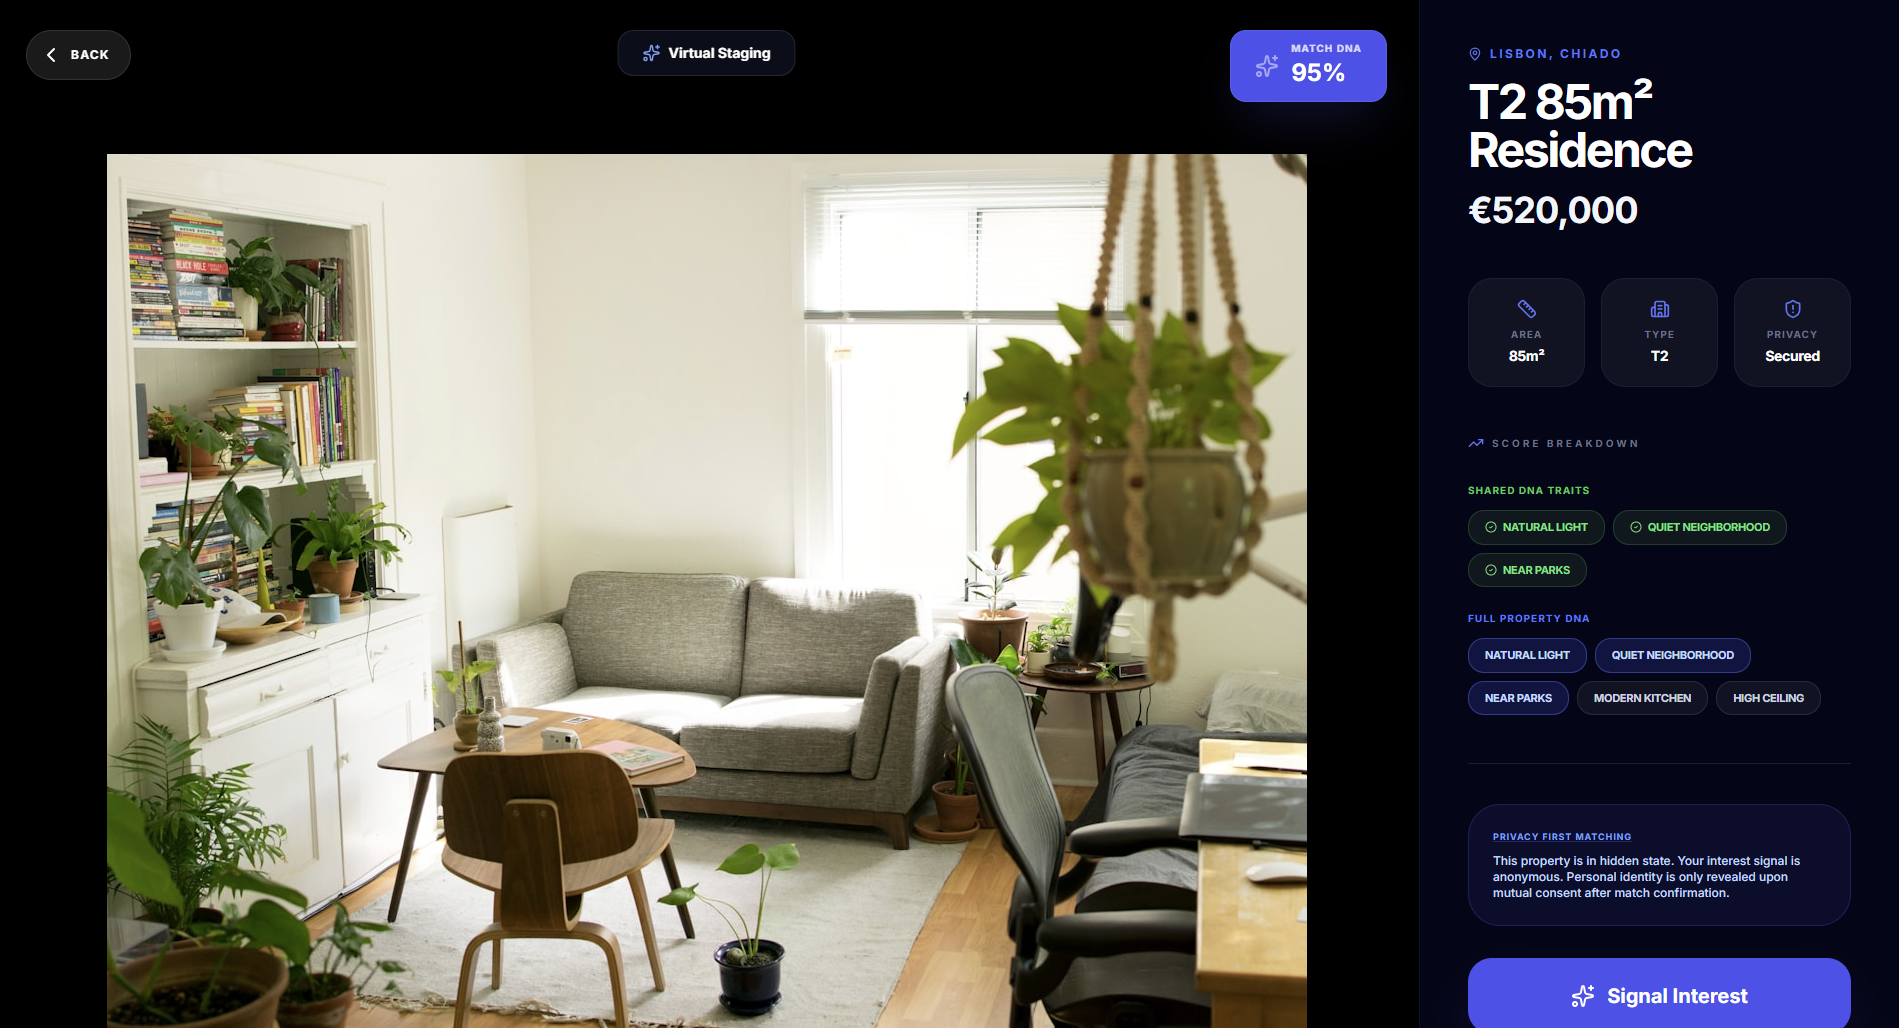 BACK
Virtual Staging
MATCH DNA
95%
LISBON, CHIADO
T2 85m²
Residence
€520,000
AREA
85m²
TYPE
T2
PRIVACY
Secured
SCORE BREAKDOWN
SHARED DNA TRAITS
NATURAL LIGHT
QUIET NEIGHBORHOOD
NEAR PARKS
FULL PROPERTY DNA
NATURAL LIGHT
QUIET NEIGHBORHOOD
NEAR PARKS
MODERN KITCHEN
HIGH CEILING
PRIVACY FIRST MATCHING
This property is in hidden state. Your interest signal is
anonymous. Personal identity is only revealed upon
mutual consent after match confirmation.
Signal Interest
BLACK HOLE